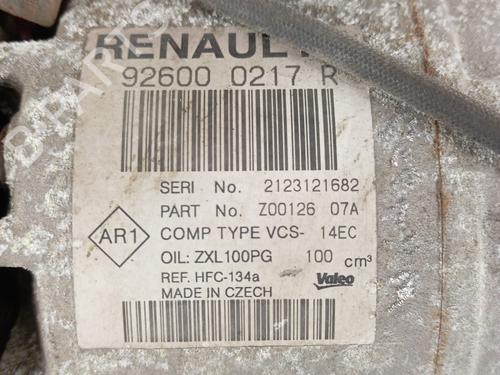 RENAULT
92600 0217 R
SERI No. 2123121682
PART No. Z00126 07A
AR1
COMP TYPE VCS- 14EC
OIL: ZXL100PG 100 cm³
REF. HFC-134a
Valeo
MADE IN CZECH